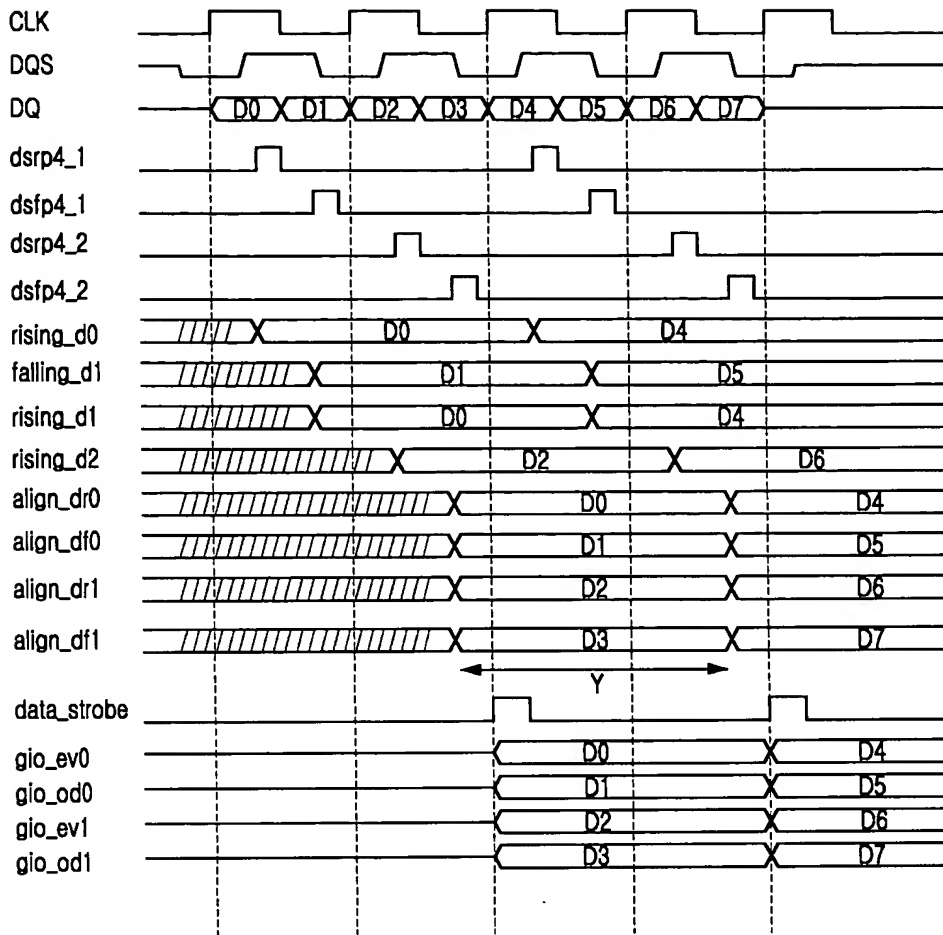 CLK
DQS
DQ D0 D1 D2 D3 D4 D5 D6 D7
dsrp4_1
dsfp4_1
dsrp4_2
dsfp4_2
rising_d0 D0 D4
falling_d1 D1 D5
rising_d1 D0 D4
rising_d2 D2 D6
align_dr0 D0 D4
align_df0 D1 D5
align_dr1 D2 D6
align_df1 D3 D7
Y
data_strobe
gio_ev0 D0 D4
gio_od0 D1 D5
gio_ev1 D2 D6
gio_od1 D3 D7